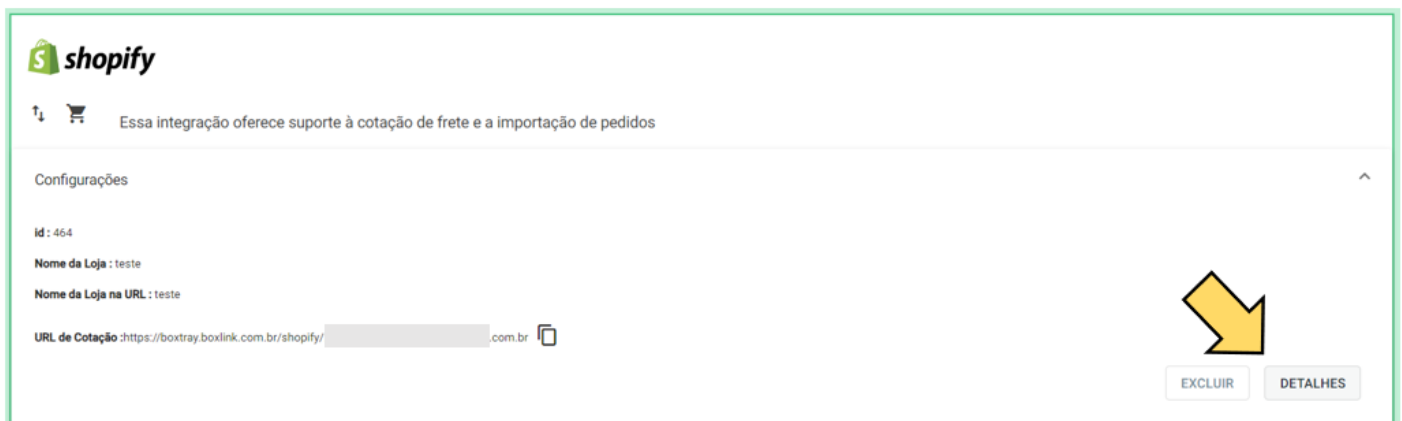 shopify
Essa integração oferece suporte à cotação de frete e a importação de pedidos
Configurações
id : 464
Nome da Loja : teste
Nome da Loja na URL : teste
URL de Cotação :https://boxtray.boxlink.com.br/shopify/ .com.br
EXCLUIR DETALHES